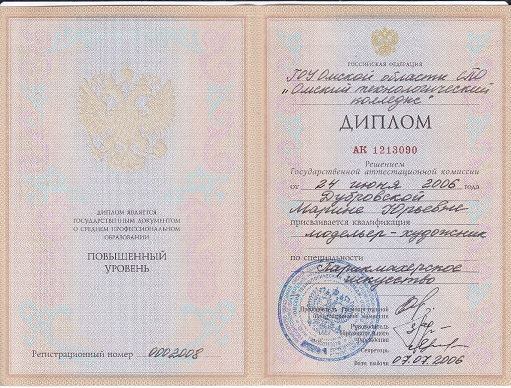 ДИПЛОМ ЯВЛЯЕТСЯ
ГОСУДАРСТВЕННЫМ ДОКУМЕНТОМ
О СРЕДНЕМ ПРОФЕССИОНАЛЬНОМ
ОБРАЗОВАНИИ
ПОВЫШЕННЫЙ
УРОВЕНЬ
Регистрационный номер 0002008
РОССИЙСКАЯ ФЕДЕРАЦИЯ
ГОУ Омской области СПО
"Омский технологический
колледж"
ДИПЛОМ
АК 1213090
Решением
Государственной аттестационной комиссии
от 24 июня 2006 года
Дубровской
Марине Юрьевне
присваивается квалификация
модельер-художник
по специальности
Парикмахерское
искусство
Председатель Государственной
аттестационной комиссии
Руководитель
образовательного
учреждения
Секретарь
Дата выдачи 07.07.2006